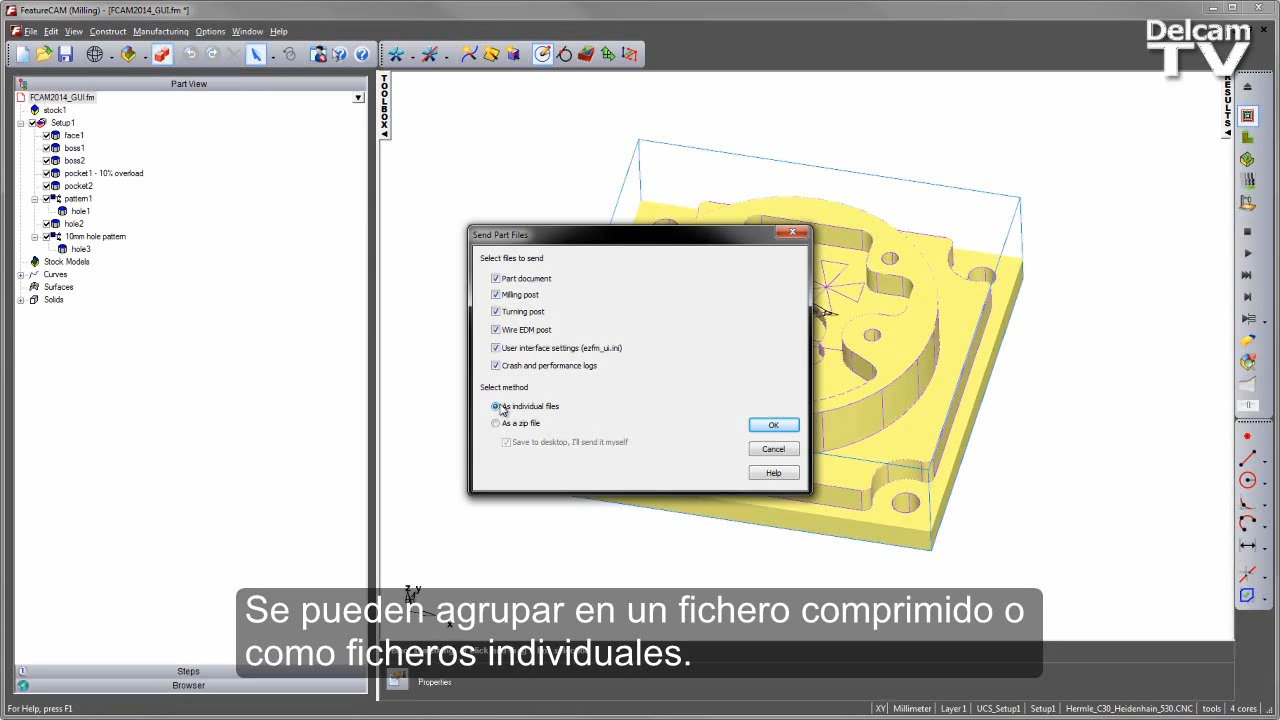 FeatureCAM (Milling) - [FCAM2014_GUI.fm *]
File Edit View Construct Manufacturing Options Window Help
Delcam
TV
Part View
TOOLBOX
RESULTS
FCAM2014_GUI.fm
stock1
Setup1
face1
boss1
boss2
pocket1 - 10% overload
pocket2
pattern1
hole1
hole2
10mm hole pattern
hole3
Stock Models
Curves
Surfaces
Solids
Send Part Files
Select files to send
Part document
Milling post
Turning post
Wire EDM post
User interface settings (ezfm_ui.ini)
Crash and performance logs
Select method
As individual files
As a zip file
Save to desktop, I'll send it myself
OK
Cancel
Help
z y
x
Se pueden agrupar en un fichero comprimido o
como ficheros individuales.
Steps
Browser
Properties
For Help, press F1
XY Millimeter Layer1 UCS_Setup1 Setup1 Hermle_C30_Heidenhain_530.CNC tools 4 cores